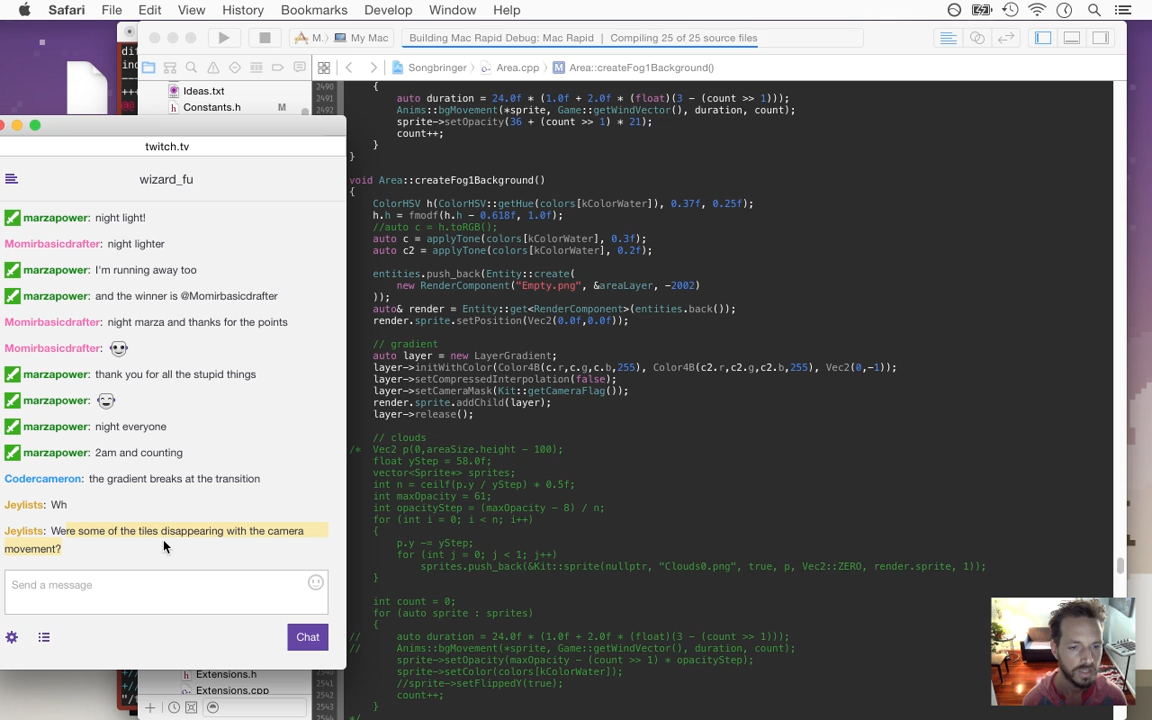 Safari File Edit View History Bookmarks Develop Window Help
M. My Mac
Building Mac Rapid Debug: Mac Rapid | Compiling 25 of 25 source files
Songbringer Area.cpp Area::createFog1Background()
Ideas.txt
Constants.h M
twitch.tv
wizard_fu
marzapower: night light!
Momirbasicdrafter: night lighter
marzapower: I'm running away too
marzapower: and the winner is @Momirbasicdrafter
Momirbasicdrafter: night marza and thanks for the points
Momirbasicdrafter:
marzapower: thank you for all the stupid things
marzapower:
marzapower: night everyone
marzapower: 2am and counting
Codercameron: the gradient breaks at the transition
Jeylists: Wh
Jeylists: Were some of the tiles disappearing with the camera
movement?
Send a message
Chat
Extensions.h
Extensions.cpp
2490 {
2491 auto duration = 24.0f * (1.0f + 2.0f * (float)(3 - (count >> 1)));
2492 Anims::bgMovement(*sprite, Game::getWindVector(), duration, count);
sprite->setOpacity(36 + (count >> 1) * 21);
count++;
}
}
void Area::createFog1Background()
{
ColorHSV h(ColorHSV::getHue(colors[kColorWater]), 0.37f, 0.25f);
h.h = fmodf(h.h - 0.618f, 1.0f);
//auto c = h.toRGB();
auto c = applyTone(colors[kColorWater], 0.3f);
auto c2 = applyTone(colors[kColorWater], 0.2f);
entities.push_back(Entity::create(
new RenderComponent("Empty.png", &areaLayer, -2002)
));
auto& render = Entity::get<RenderComponent>(entities.back());
render.sprite.setPosition(Vec2(0.0f,0.0f));
// gradient
auto layer = new LayerGradient;
layer->initWithColor(Color4B(c.r,c.g,c.b,255), Color4B(c2.r,c2.g,c2.b,255), Vec2(0,-1));
layer->setCompressedInterpolation(false);
layer->setCameraMask(Kit::getCameraFlag());
render.sprite.addChild(layer);
layer->release();
// clouds
/* Vec2 p(0,areaSize.height - 100);
float yStep = 58.0f;
vector<Sprite*> sprites;
int n = ceilf(p.y / yStep) + 0.5f;
int maxOpacity = 61;
int opacityStep = (maxOpacity - 8) / n;
for (int i = 0; i < n; i++)
{
p.y -= yStep;
for (int j = 0; j < 1; j++)
sprites.push_back(&Kit::sprite(nullptr, "Clouds0.png", true, p, Vec2::ZERO, render.sprite, 1));
}
int count = 0;
for (auto sprite : sprites)
{
// auto duration = 24.0f * (1.0f + 2.0f * (float)(3 - (count >> 1)));
// Anims::bgMovement(*sprite, Game::getWindVector(), duration, count);
sprite->setOpacity(maxOpacity - (count >> 1) * opacityStep);
sprite->setColor(colors[kColorWater]);
2541 //sprite->setFlippedY(true);
2542 count++;
2543 }
2544 */